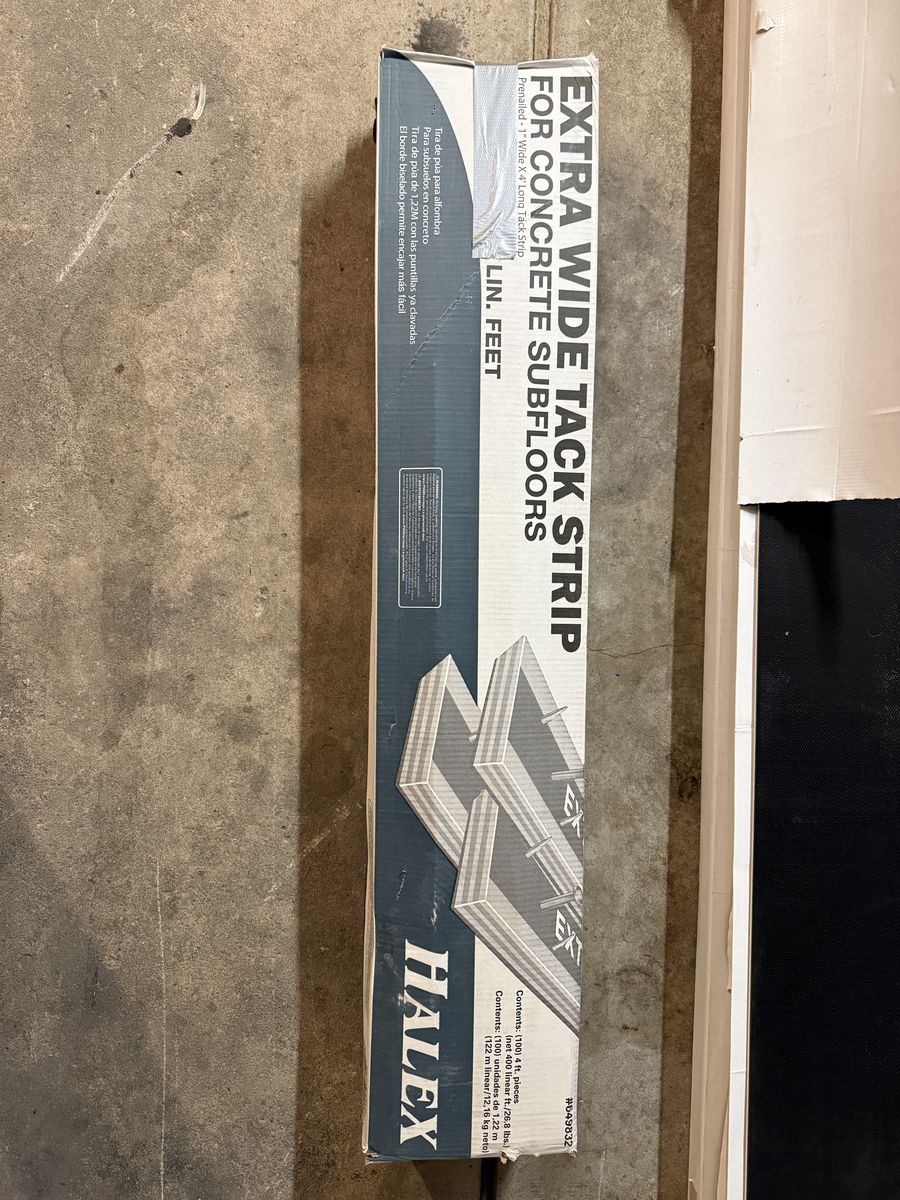 EXTRA WIDE TACK STRIP
FOR CONCRETE SUBFLOORS
Prenailed - 1" Wide X 4' Long Tack Strip
LIN. FEET
Tira de púa para alfombra
Para subsuelos en concreto
Tira de púa de 1,22M con las puntillas ya clavadas
El borde biselado permite encajar más fácil
#649832
Contents: (100) 4 ft. pieces
(net 400 linear ft./26.8 lbs.)
Contents: (100) unidades de 1,22 m
(122 m linear/12,16 kg neto)
HALEX